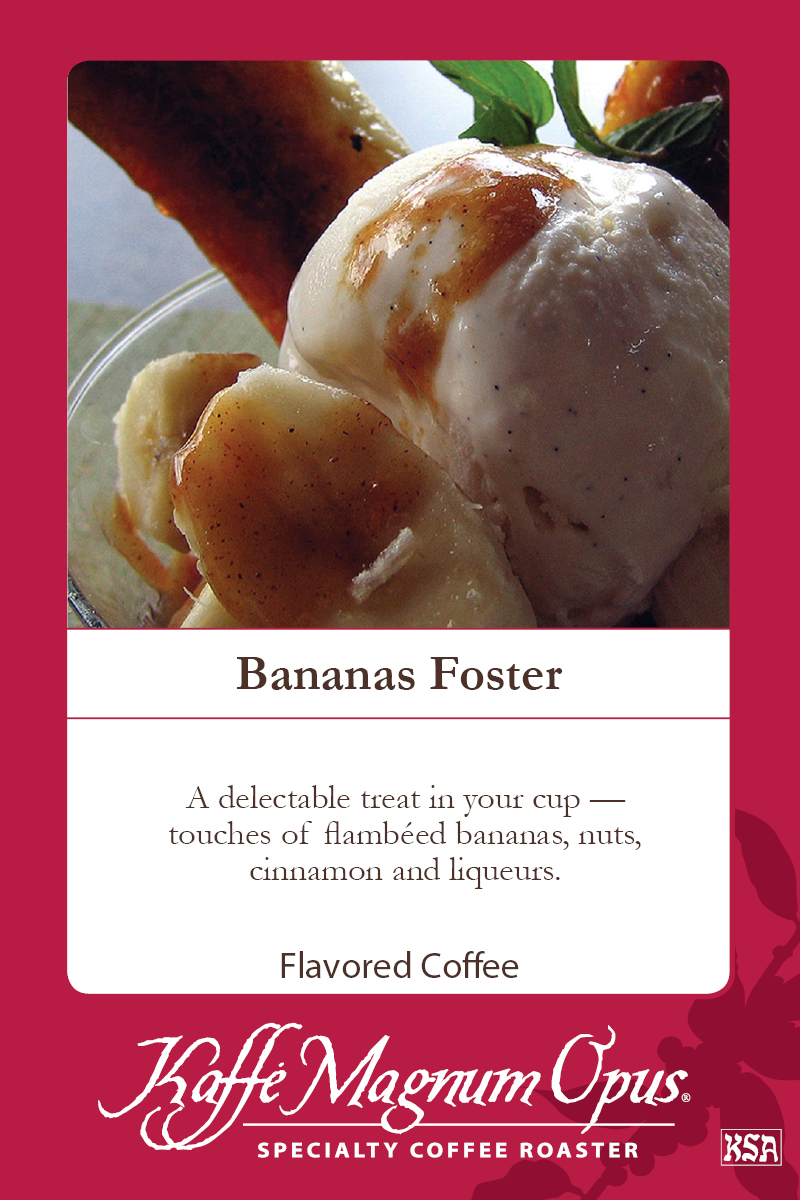 Bananas Foster
A delectable treat in your cup —
touches of flambéed bananas, nuts,
cinnamon and liqueurs.
Flavored Coffee
Kaffé Magnum Opus®
SPECIALTY COFFEE ROASTER
KSA